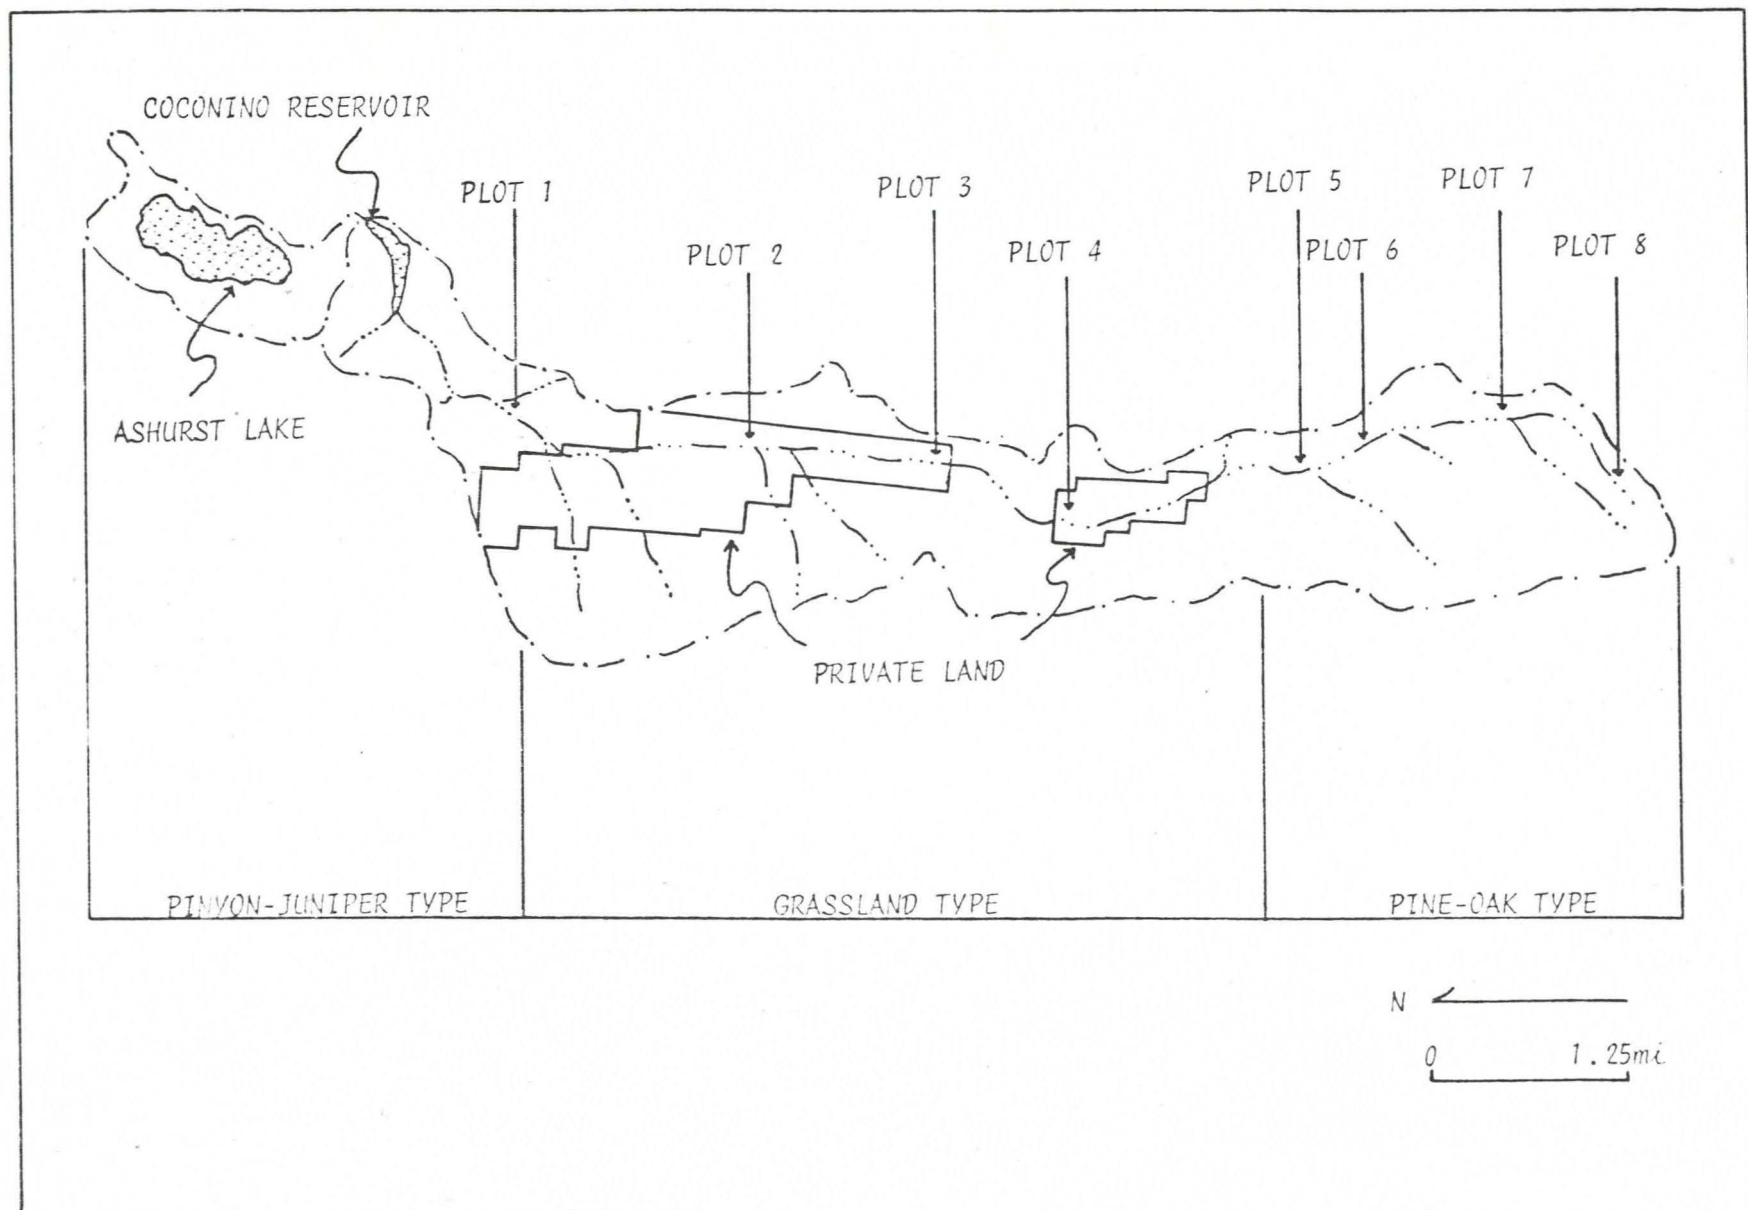 COCONINO RESERVOIR
PLOT 1
PLOT 3
PLOT 5
PLOT 7
PLOT 2
PLOT 4
PLOT 6
PLOT 8
ASHURST LAKE
PRIVATE LAND
PINYON-JUNIPER TYPE
GRASSLAND TYPE
PINE-OAK TYPE
N
0 1.25mi